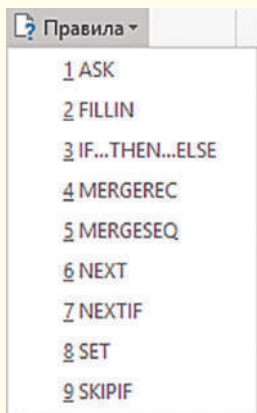 Правила
1 ASK
2 FILLIN
3 IF...THEN...ELSE
4 MERGEREC
5 MERGESEQ
6 NEXT
7 NEXTIF
8 SET
9 SKIPIF